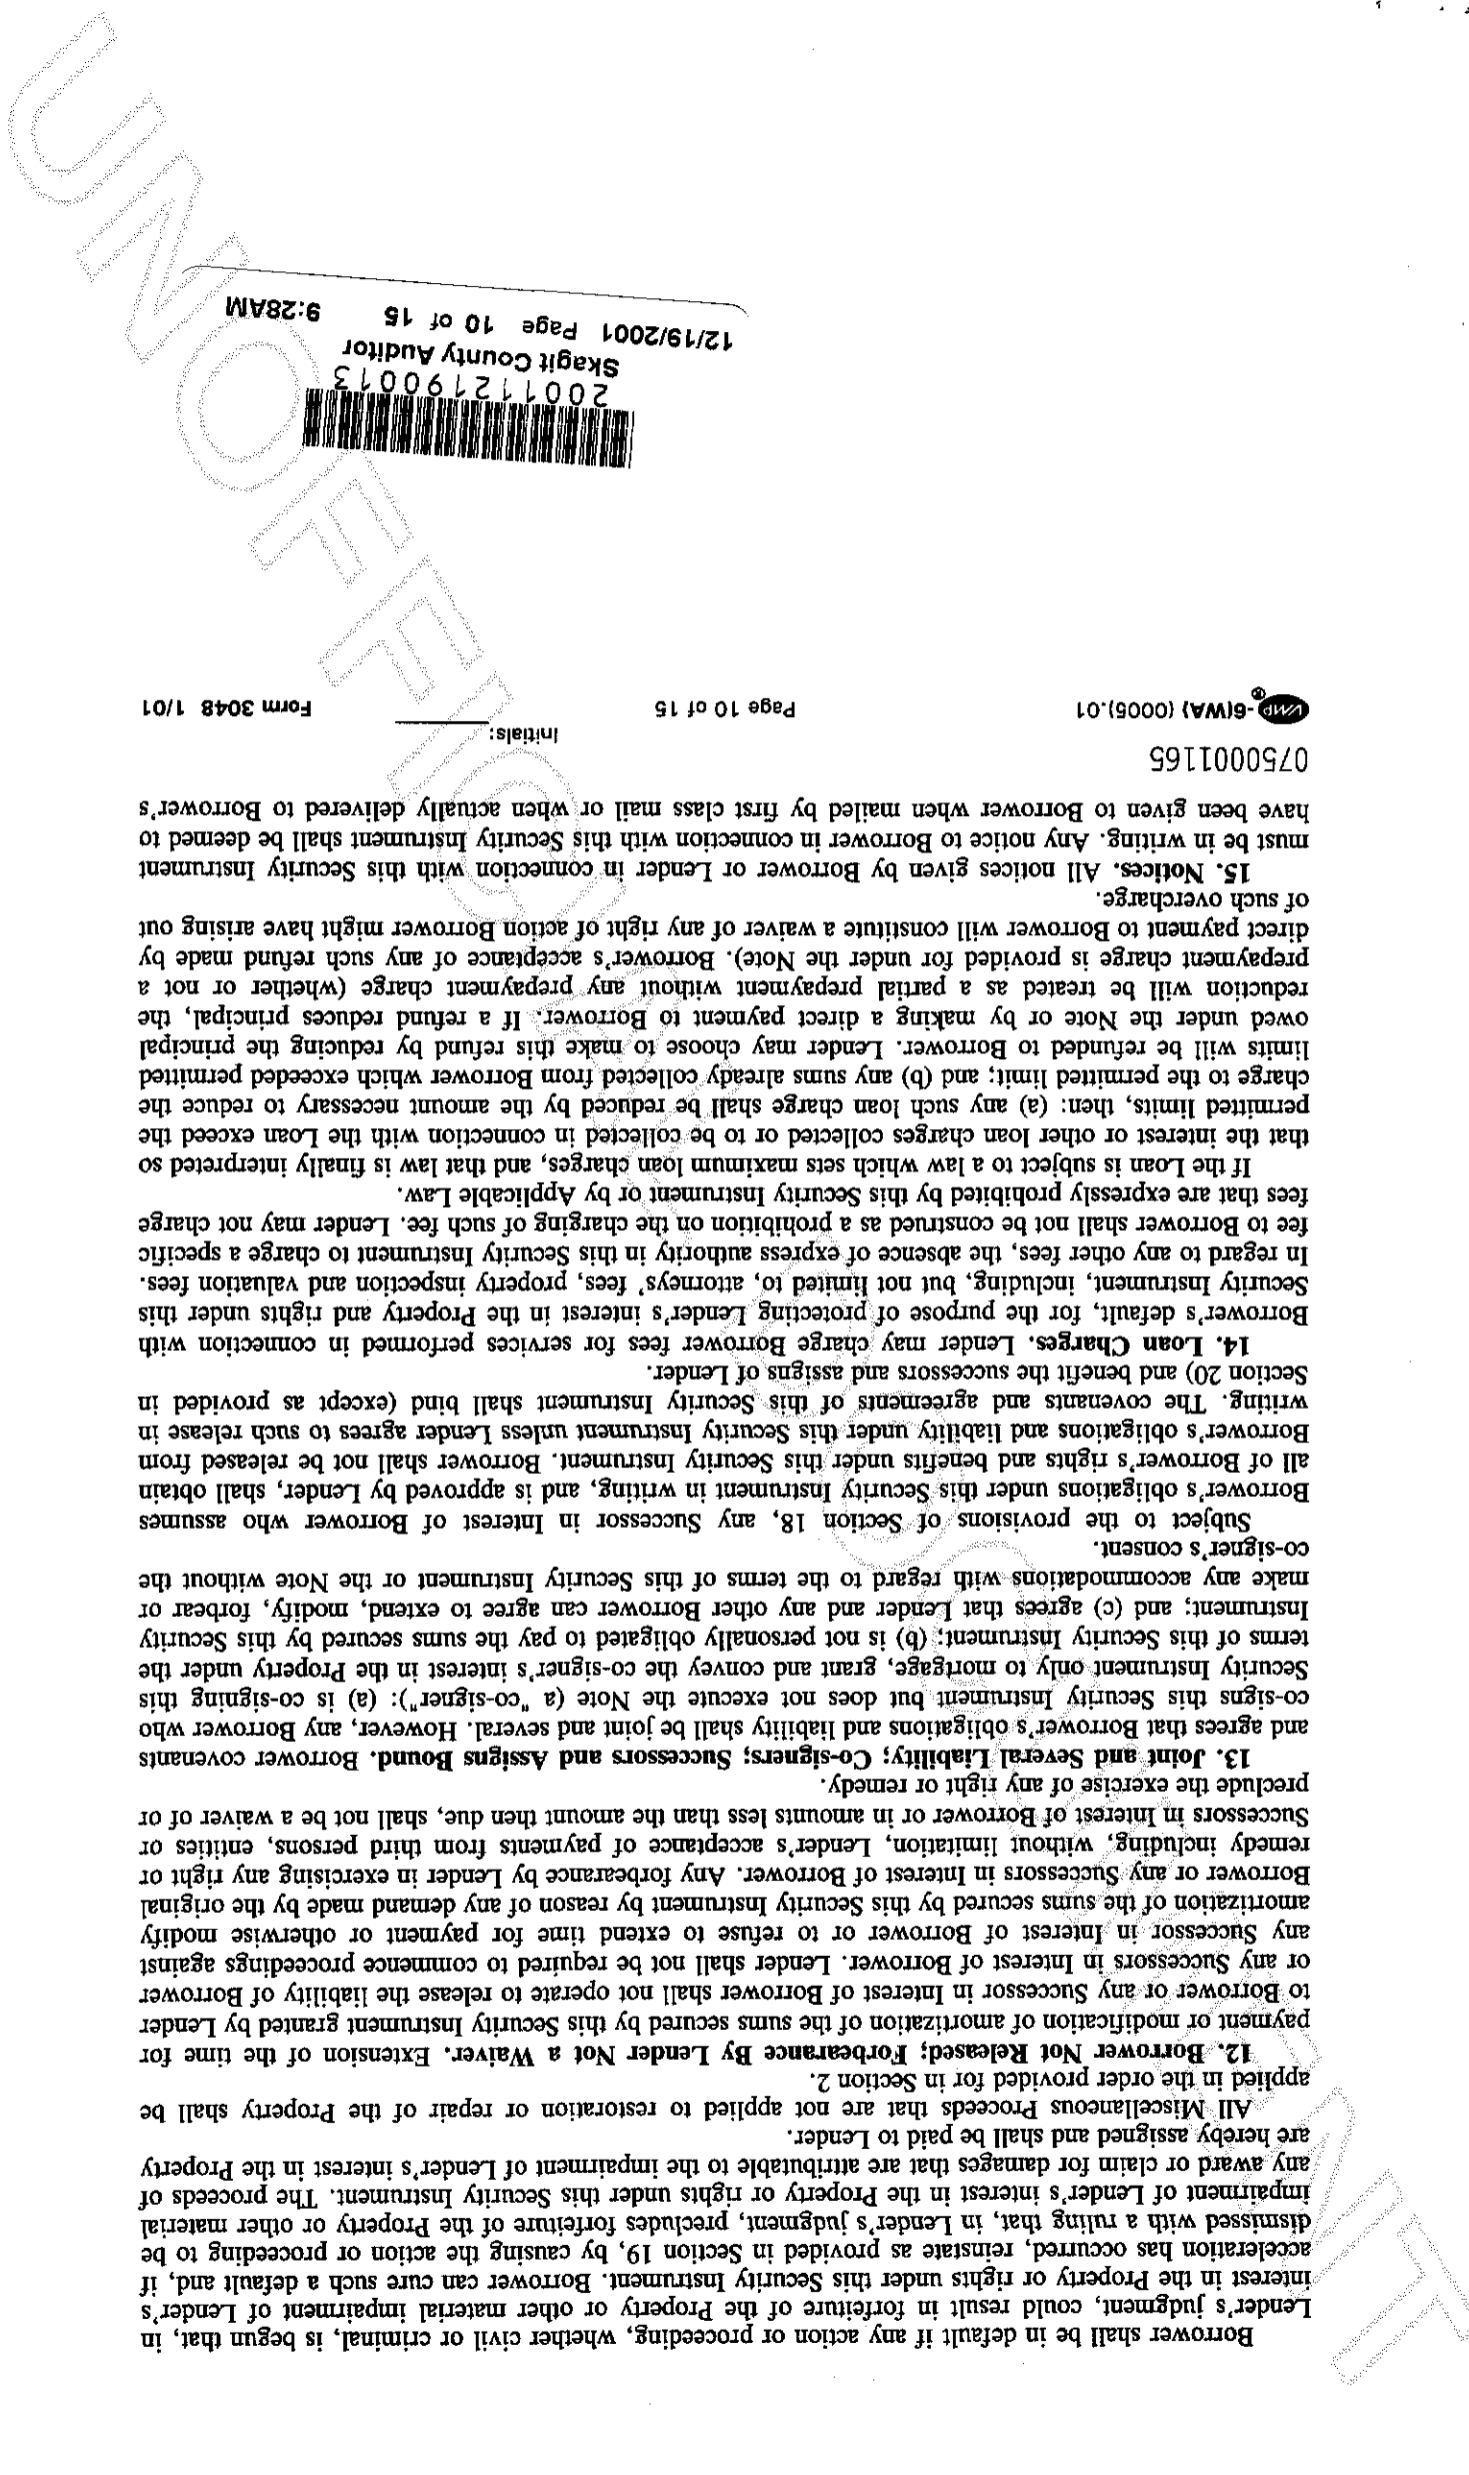 Borrower shall be in default if any action or proceeding, whether civil or criminal, is begun that, in
Lender's judgment, could result in forfeiture of the Property or other material impairment of Lender's
interest in the Property or rights under this Security Instrument. Borrower can cure such a default and, if
acceleration has occurred, reinstate as provided in Section 19, by causing the action or proceeding to be
dismissed with a ruling that, in Lender's judgment, precludes forfeiture of the Property or other material
impairment of Lender's interest in the Property or rights under this Security Instrument. The proceeds of
any award or claim for damages that are attributable to the impairment of Lender's interest in the Property
are hereby assigned and shall be paid to Lender.
All Miscellaneous Proceeds that are not applied to restoration or repair of the Property shall be
applied in the order provided for in Section 2.
12. Borrower Not Released; Forbearance By Lender Not a Waiver. Extension of the time for
payment or modification of amortization of the sums secured by this Security Instrument granted by Lender
to Borrower or any Successor in Interest of Borrower shall not operate to release the liability of Borrower
or any Successors in Interest of Borrower. Lender shall not be required to commence proceedings against
any Successor in Interest of Borrower or to refuse to extend time for payment or otherwise modify
amortization of the sums secured by this Security Instrument by reason of any demand made by the original
Borrower or any Successors in Interest of Borrower. Any forbearance by Lender in exercising any right or
remedy including, without limitation, Lender's acceptance of payments from third persons, entities or
Successors in Interest of Borrower or in amounts less than the amount then due, shall not be a waiver of or
preclude the exercise of any right or remedy.
13. Joint and Several Liability; Co-signers; Successors and Assigns Bound. Borrower covenants
and agrees that Borrower's obligations and liability shall be joint and several. However, any Borrower who
co-signs this Security Instrument but does not execute the Note (a "co-signer"): (a) is co-signing this
Security Instrument only to mortgage, grant and convey the co-signer's interest in the Property under the
terms of this Security Instrument; (b) is not personally obligated to pay the sums secured by this Security
Instrument; and (c) agrees that Lender and any other Borrower can agree to extend, modify, forbear or
make any accommodations with regard to the terms of this Security Instrument or the Note without the
co-signer's consent.
Subject to the provisions of Section 18, any Successor in Interest of Borrower who assumes
Borrower's obligations under this Security Instrument in writing, and is approved by Lender, shall obtain
all of Borrower's rights and benefits under this Security Instrument. Borrower shall not be released from
Borrower's obligations and liability under this Security Instrument unless Lender agrees to such release in
writing. The covenants and agreements of this Security Instrument shall bind (except as provided in
Section 20) and benefit the successors and assigns of Lender.
14. Loan Charges. Lender may charge Borrower fees for services performed in connection with
Borrower's default, for the purpose of protecting Lender's interest in the Property and rights under this
Security Instrument, including, but not limited to, attorneys' fees, property inspection and valuation fees.
In regard to any other fees, the absence of express authority in this Security Instrument to charge a specific
fee to Borrower shall not be construed as a prohibition on the charging of such fee. Lender may not charge
fees that are expressly prohibited by this Security Instrument or by Applicable Law.
If the Loan is subject to a law which sets maximum loan charges, and that law is finally interpreted so
that the interest or other loan charges collected or to be collected in connection with the Loan exceed the
permitted limits, then: (a) any such loan charge shall be reduced by the amount necessary to reduce the
charge to the permitted limit; and (b) any sums already collected from Borrower which exceeded permitted
limits will be refunded to Borrower. Lender may choose to make this refund by reducing the principal
owed under the Note or by making a direct payment to Borrower. If a refund reduces principal, the
reduction will be treated as a partial prepayment without any prepayment charge (whether or not a
prepayment charge is provided for under the Note). Borrower's acceptance of any such refund made by
direct payment to Borrower will constitute a waiver of any right of action Borrower might have arising out
of such overcharge.
15. Notices. All notices given by Borrower or Lender in connection with this Security Instrument
must be in writing. Any notice to Borrower in connection with this Security Instrument shall be deemed to
have been given to Borrower when mailed by first class mail or when actually delivered to Borrower's
0750001165
Initials:
VMP®-6(WA) (0005).01 Page 10 of 15 Form 3048 1/01
200112190013
Skagit County Auditor
12/19/2001 Page 10 of 15 9:28AM
UNOFFICIAL DOCUMENT